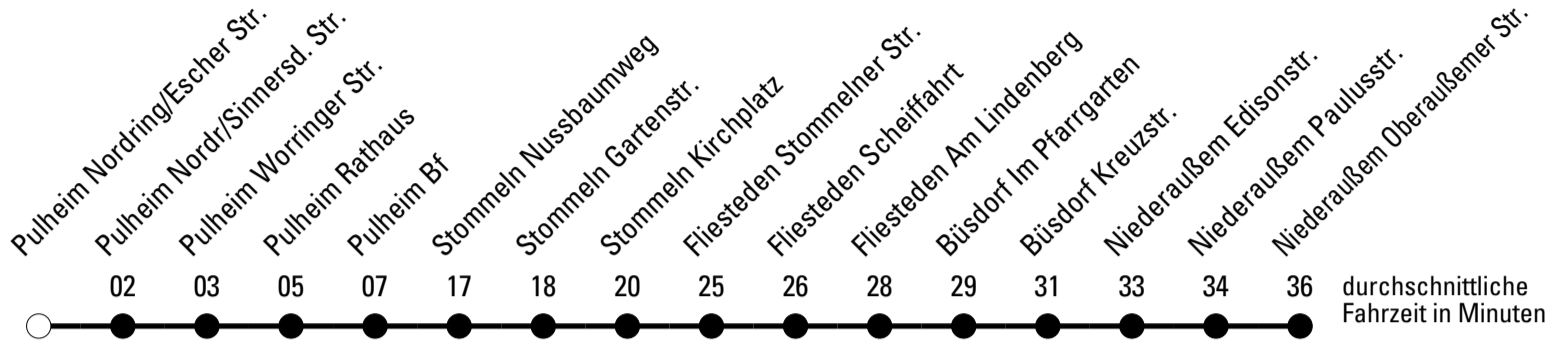 Pulheim Nordring/Escher Str.
Pulheim Nordr/Sinnersd. Str.
Pulheim Worringer Str.
Pulheim Rathaus
Pulheim Bf
Stommeln Nussbaumweg
Stommeln Gartenstr.
Stommeln Kirchplatz
Fliesteden Stommelner Str.
Fliesteden Scheiffahrt
Fliesteden Am Lindenberg
Büsdorf Im Pfarrgarten
Büsdorf Kreuzstr.
Niederaußem Edisonstr.
Niederaußem Paulusstr.
Niederaußem Oberaußemer Str.
02 03 05 07 17 18 20 25 26 28 29 31 33 34 36
durchschnittliche
Fahrzeit in Minuten